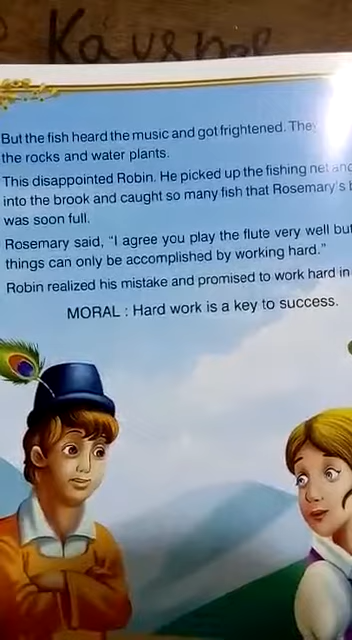 Kausar
But the fish heard the music and got frightened. They
the rocks and water plants.
This disappointed Robin. He picked up the fishing net and
into the brook and caught so many fish that Rosemary's
was soon full.
Rosemary said, "I agree you play the flute very well but
things can only be accomplished by working hard."
Robin realized his mistake and promised to work hard in
MORAL : Hard work is a key to success.